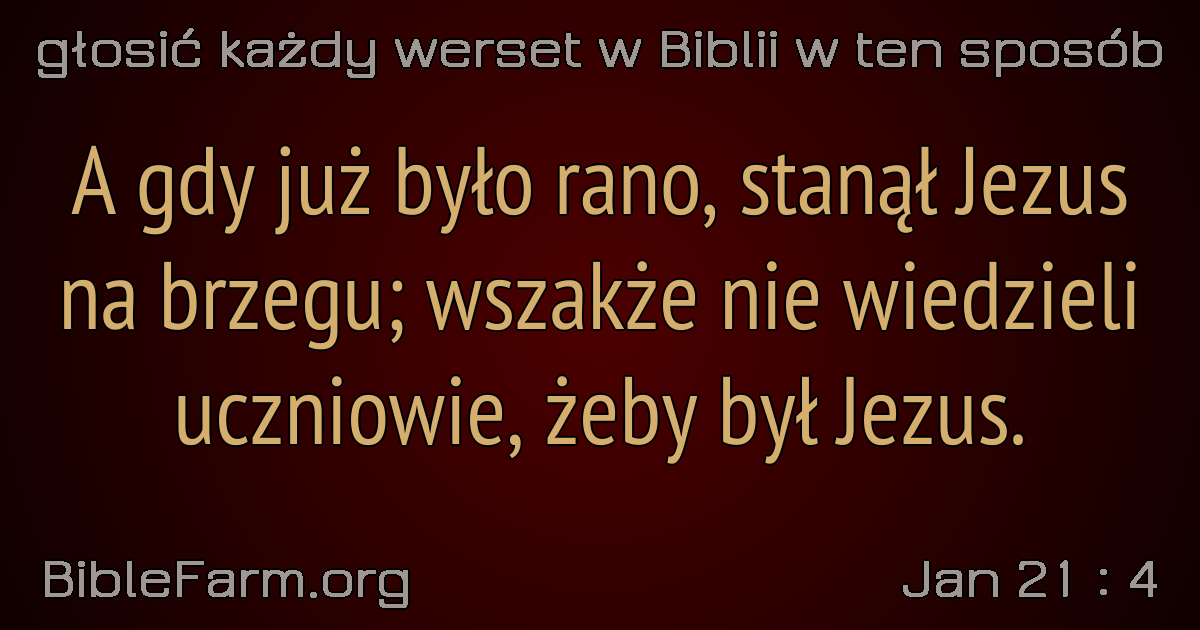 głosić każdy werset w Biblii w ten sposób
A gdy już było rano, stanął Jezus
na brzegu; wszakże nie wiedzieli
uczniowie, żeby był Jezus.
BibleFarm.org
Jan 21 : 4